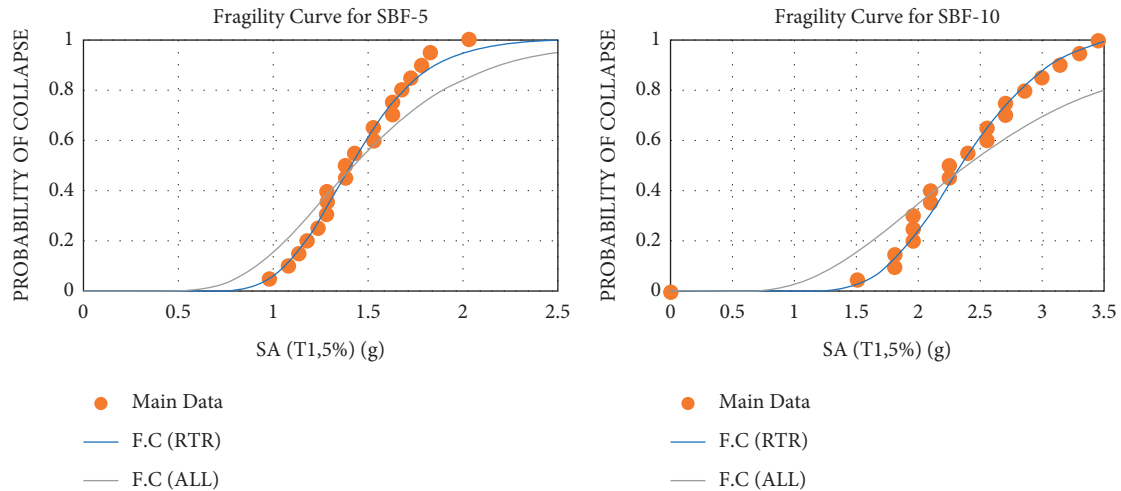 Fragility Curve for SBF-5
PROBABILITY OF COLLAPSE
1
0.8
0.6
0.4
0.2
0
0 0.5 1 1.5 2 2.5
SA (T1,5%) (g)
Main Data
F.C (RTR)
F.C (ALL)
Fragility Curve for SBF-10
PROBABILITY OF COLLAPSE
1
0.8
0.6
0.4
0.2
0
0 0.5 1 1.5 2 2.5 3 3.5
SA (T1,5%) (g)
Main Data
F.C (RTR)
F.C (ALL)